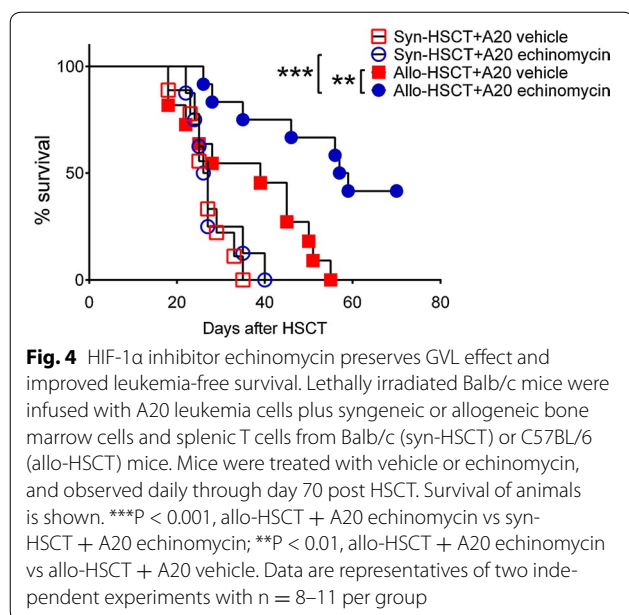 Syn-HSCT+A20 vehicle
Syn-HSCT+A20 echinomycin
Allo-HSCT+A20 vehicle
Allo-HSCT+A20 echinomycin
***
**
100
50
0
% survival
0 20 40 60 80
Days after HSCT
Fig. 4 HIF-1α inhibitor echinomycin preserves GVL effect and
improved leukemia-free survival. Lethally irradiated Balb/c mice were
infused with A20 leukemia cells plus syngeneic or allogeneic bone
marrow cells and splenic T cells from Balb/c (syn-HSCT) or C57BL/6
(allo-HSCT) mice. Mice were treated with vehicle or echinomycin,
and observed daily through day 70 post HSCT. Survival of animals
is shown. ***P < 0.001, allo-HSCT + A20 echinomycin vs syn-
HSCT + A20 echinomycin; **P < 0.01, allo-HSCT + A20 echinomycin
vs allo-HSCT + A20 vehicle. Data are representatives of two inde-
pendent experiments with n = 8–11 per group